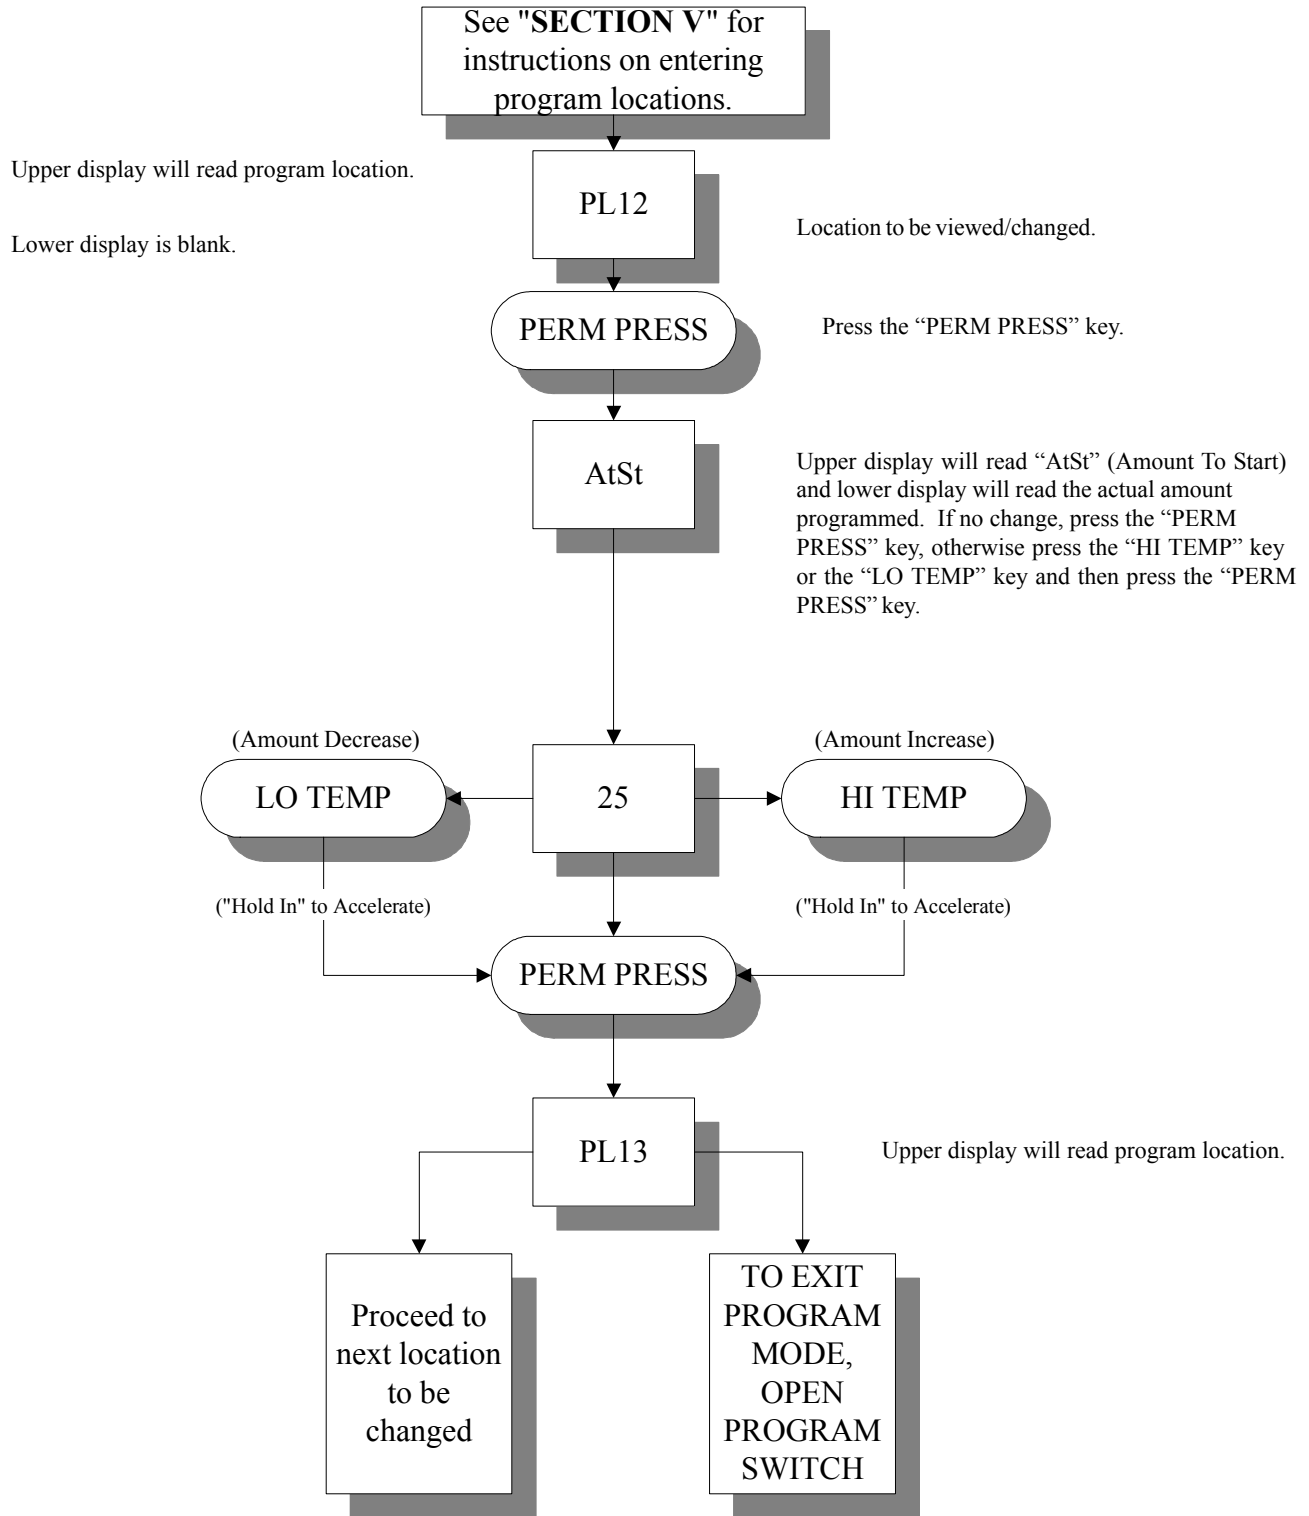 See "SECTION V" for
instructions on entering
program locations.
Upper display will read program location.
PL12
Location to be viewed/changed.
Lower display is blank.
PERM PRESS
Press the “PERM PRESS” key.
AtSt
Upper display will read “AtSt” (Amount To Start)
and lower display will read the actual amount
programmed. If no change, press the “PERM
PRESS” key, otherwise press the “HI TEMP” key
or the “LO TEMP” key and then press the “PERM
PRESS” key.
(Amount Decrease)
(Amount Increase)
LO TEMP
25
HI TEMP
("Hold In" to Accelerate)
("Hold In" to Accelerate)
PERM PRESS
PL13
Upper display will read program location.
Proceed to
next location
to be
changed
TO EXIT
PROGRAM
MODE,
OPEN
PROGRAM
SWITCH